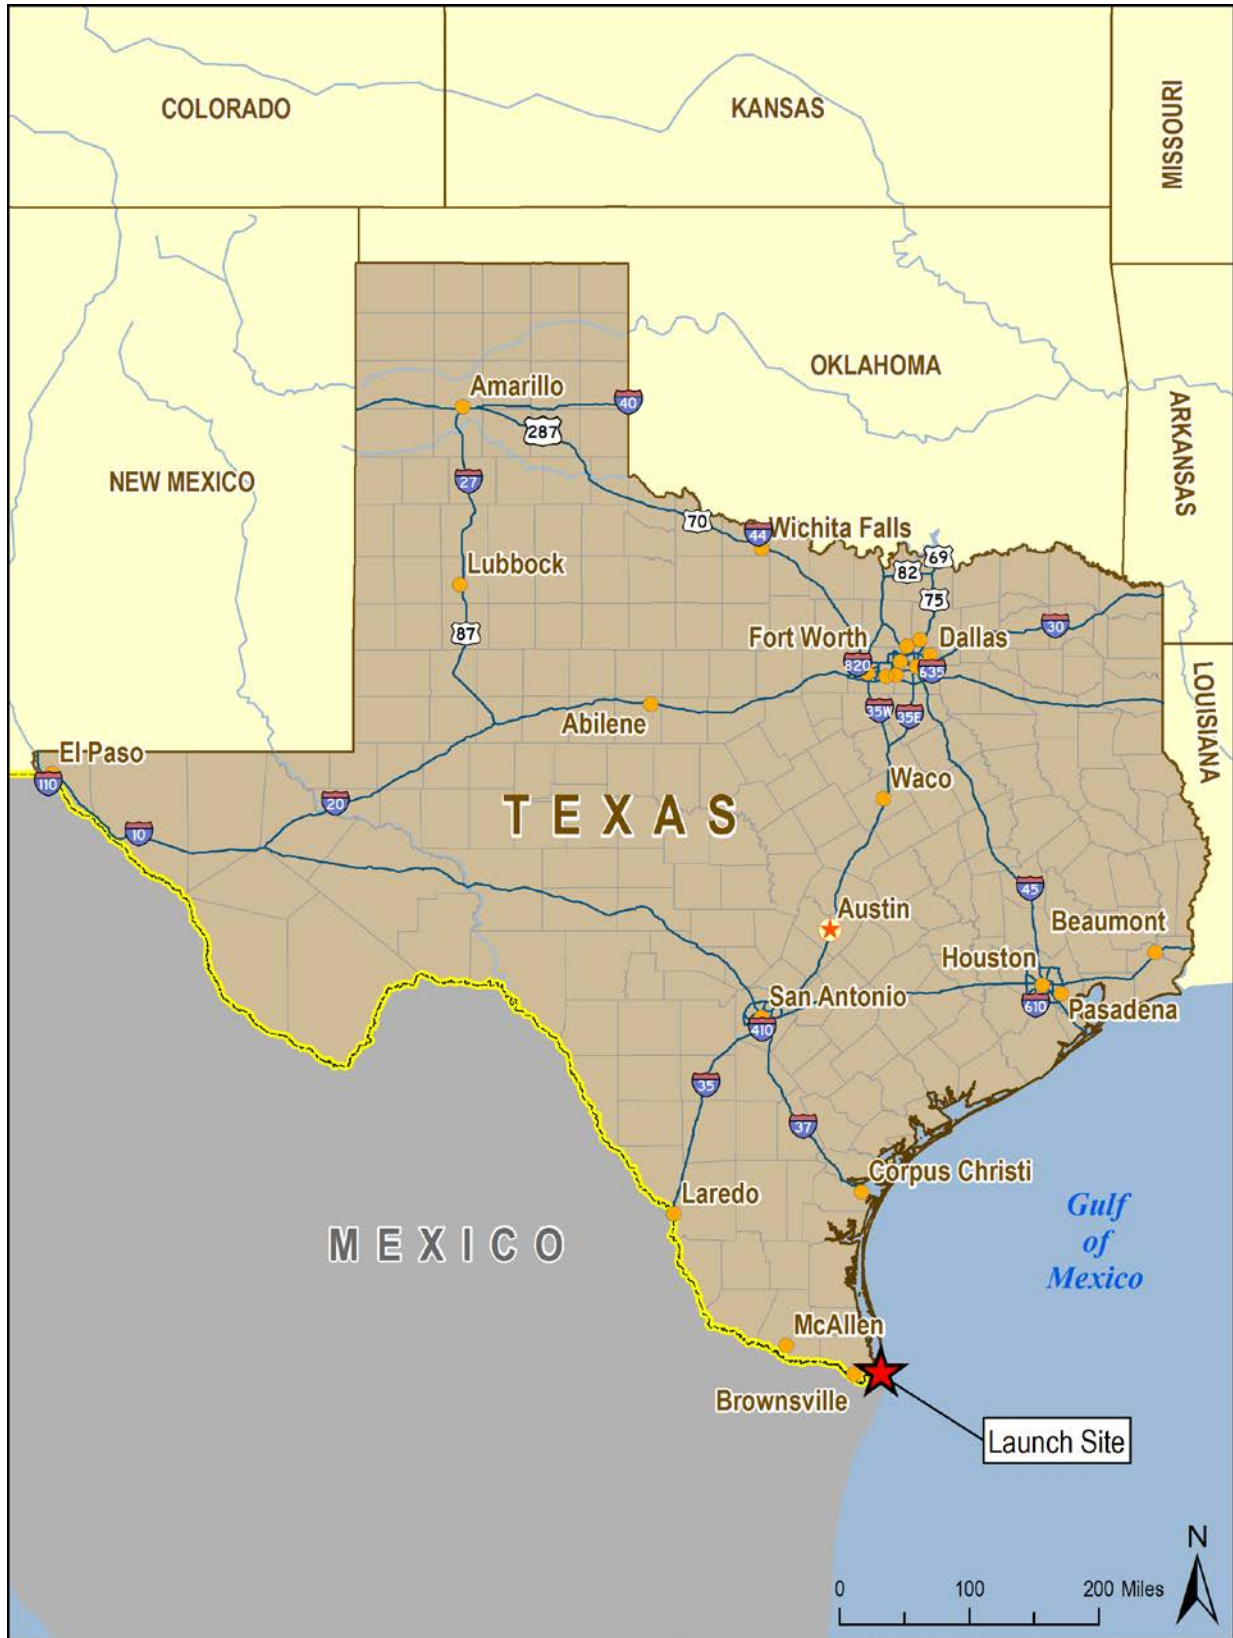 COLORADO
KANSAS
MISSOURI
OKLAHOMA
ARKANSAS
Amarillo
40
287
NEW MEXICO
27
70
44
Wichita Falls
69
82
Lubbock
75
87
Fort Worth
Dallas
30
820
635
LOUISIANA
35W
35E
Abilene
El Paso
110
Waco
20
TEXAS
10
45
Austin
Beaumont
Houston
San Antonio
610
Pasadena
410
35
37
Corpus Christi
Laredo
Gulf
of
Mexico
MEXICO
McAllen
Brownsville
Launch Site
N
0 100 200 Miles